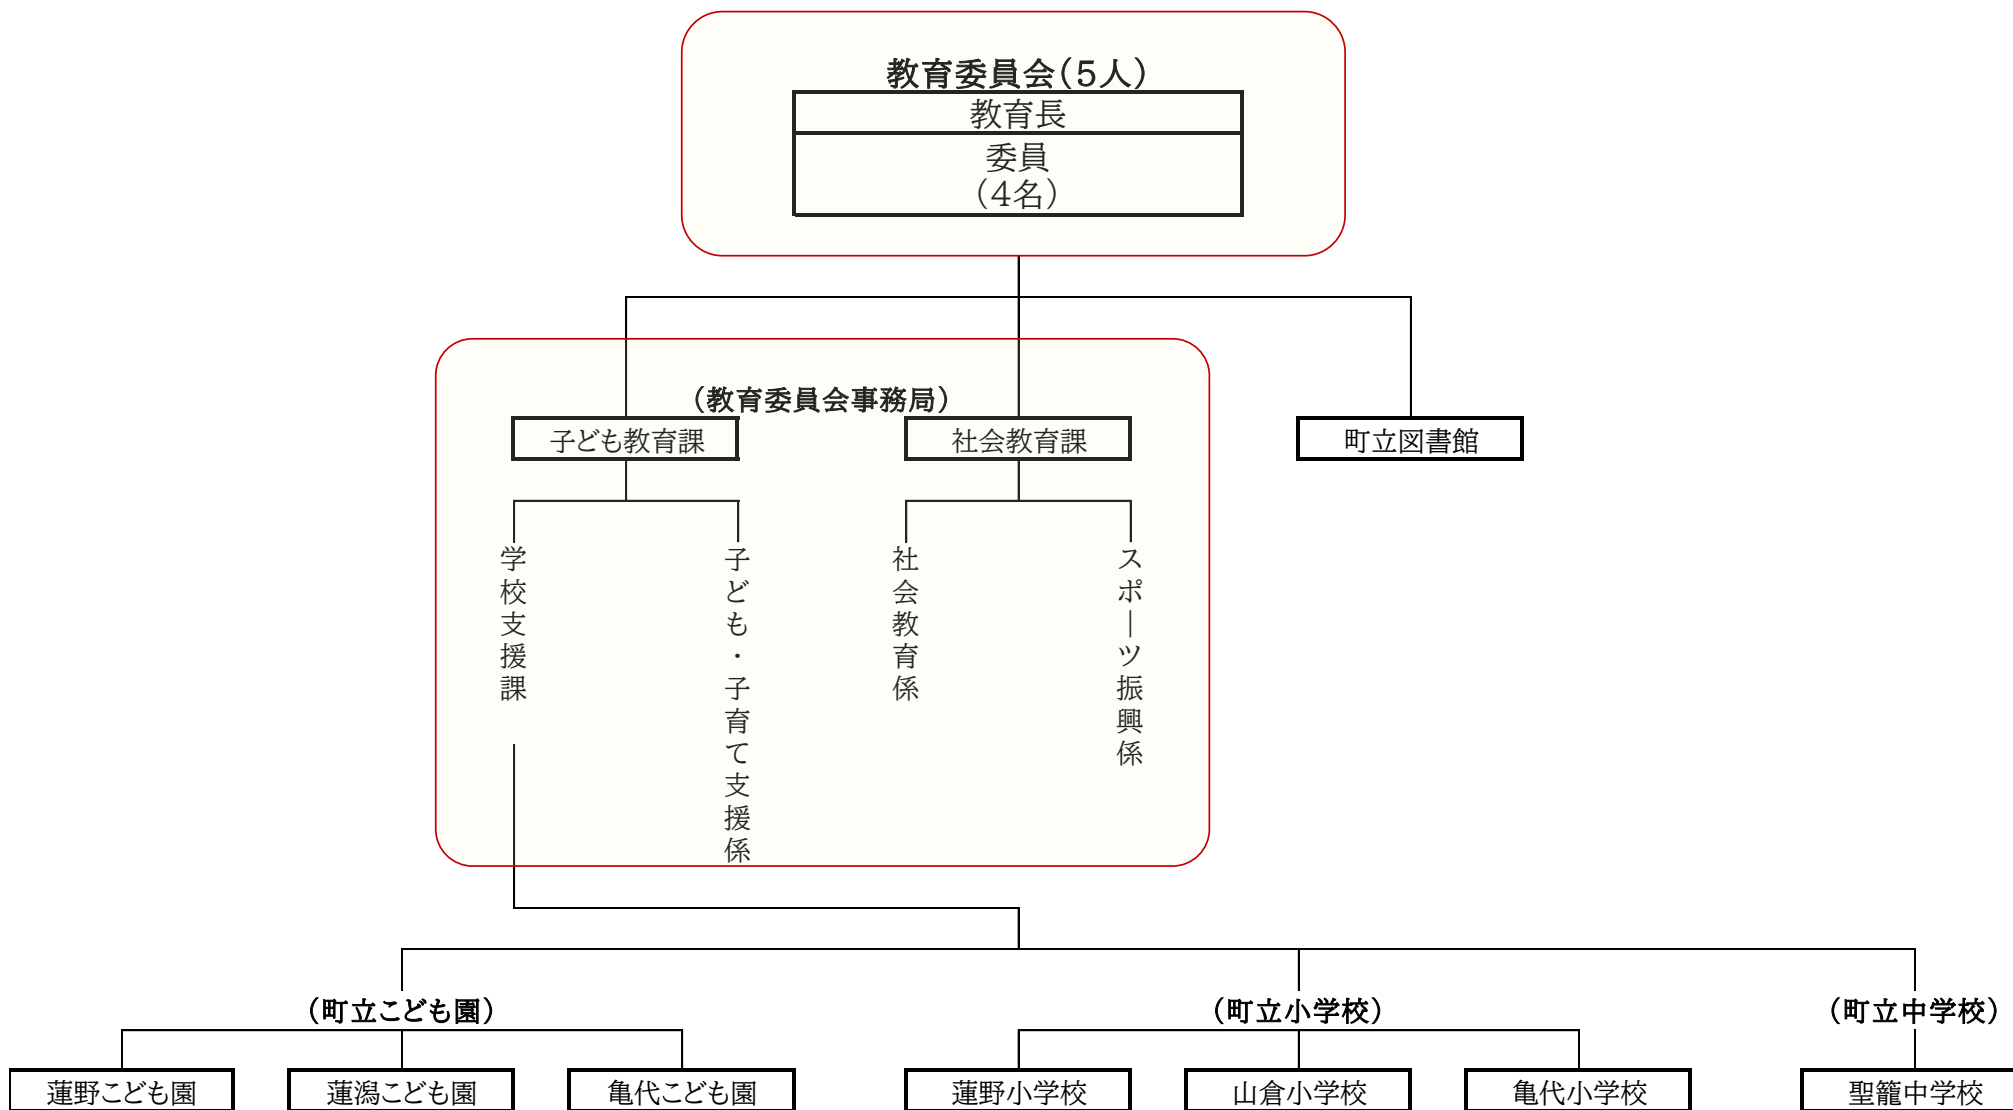 教育委員会（５人）
教育長
委員
（４名）
（教育委員会事務局）
子ども教育課
社会教育課
町立図書館
学校支援課
子ども・子育て支援係
社会教育係
スポーツ振興係
（町立こども園）
（町立小学校）
（町立中学校）
蓮野こども園
蓮潟こども園
亀代こども園
蓮野小学校
山倉小学校
亀代小学校
聖籠中学校